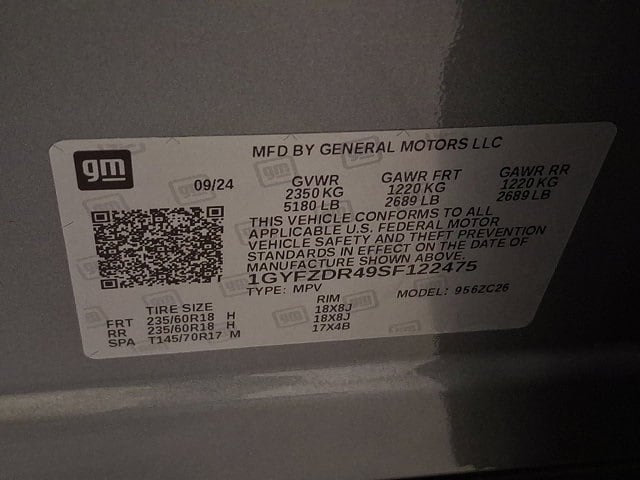 gm
MFD BY GENERAL MOTORS LLC
09/24 GVWR GAWR FRT GAWR RR
2350 KG 1220 KG 1220 KG
5180 LB 2689 LB 2689 LB
THIS VEHICLE CONFORMS TO ALL
APPLICABLE U.S. FEDERAL MOTOR
VEHICLE SAFETY AND THEFT PREVENTION
STANDARDS IN EFFECT ON THE DATE OF
MANUFACTURE SHOWN ABOVE.
1GYFZDR49SF122475
TYPE: MPV MODEL: 956ZC26
TIRE SIZE RIM
FRT 235/60R18 H 18X8J
RR 235/60R18 H 18X8J
SPA T145/70R17 M 17X4B